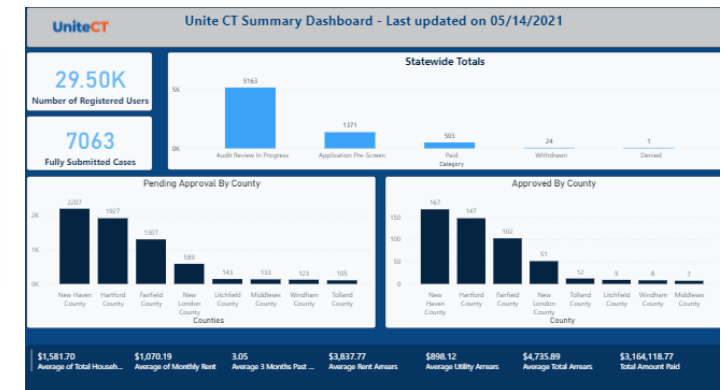 UniteCT
Unite CT Summary Dashboard - Last updated on 05/14/2021
29.50K
Number of Registered Users
7063
Fully Submitted Cases
Statewide Totals
5K
0K
5163
1371
503
24
1
Audit Review In Progress
Application Pre-Screen
Paid
Withdrawn
Denied
Category
Pending Approval By County
2K
1K
0K
2207
1927
1307
589
143
133
123
105
New Haven
County
Hartford
County
Fairfield
County
New
London
County
Litchfield
County
Middlesex
County
Windham
County
Tolland
County
Counties
Approved By County
150
100
50
0
167
147
102
51
12
9
8
7
New
Haven
County
Hartford
County
Fairfield
County
New
London
County
Tolland
County
Litchfield
County
Windham
County
Middlesex
County
County
$1,581.70
Average of Total Househ...
$1,070.19
Average of Monthly Rent
3.05
Average 3 Months Past ...
$3,837.77
Average Rent Arrears
$898.12
Average Utility Arrears
$4,735.89
Average Total Arrears
$3,164,118.77
Total Amount Paid